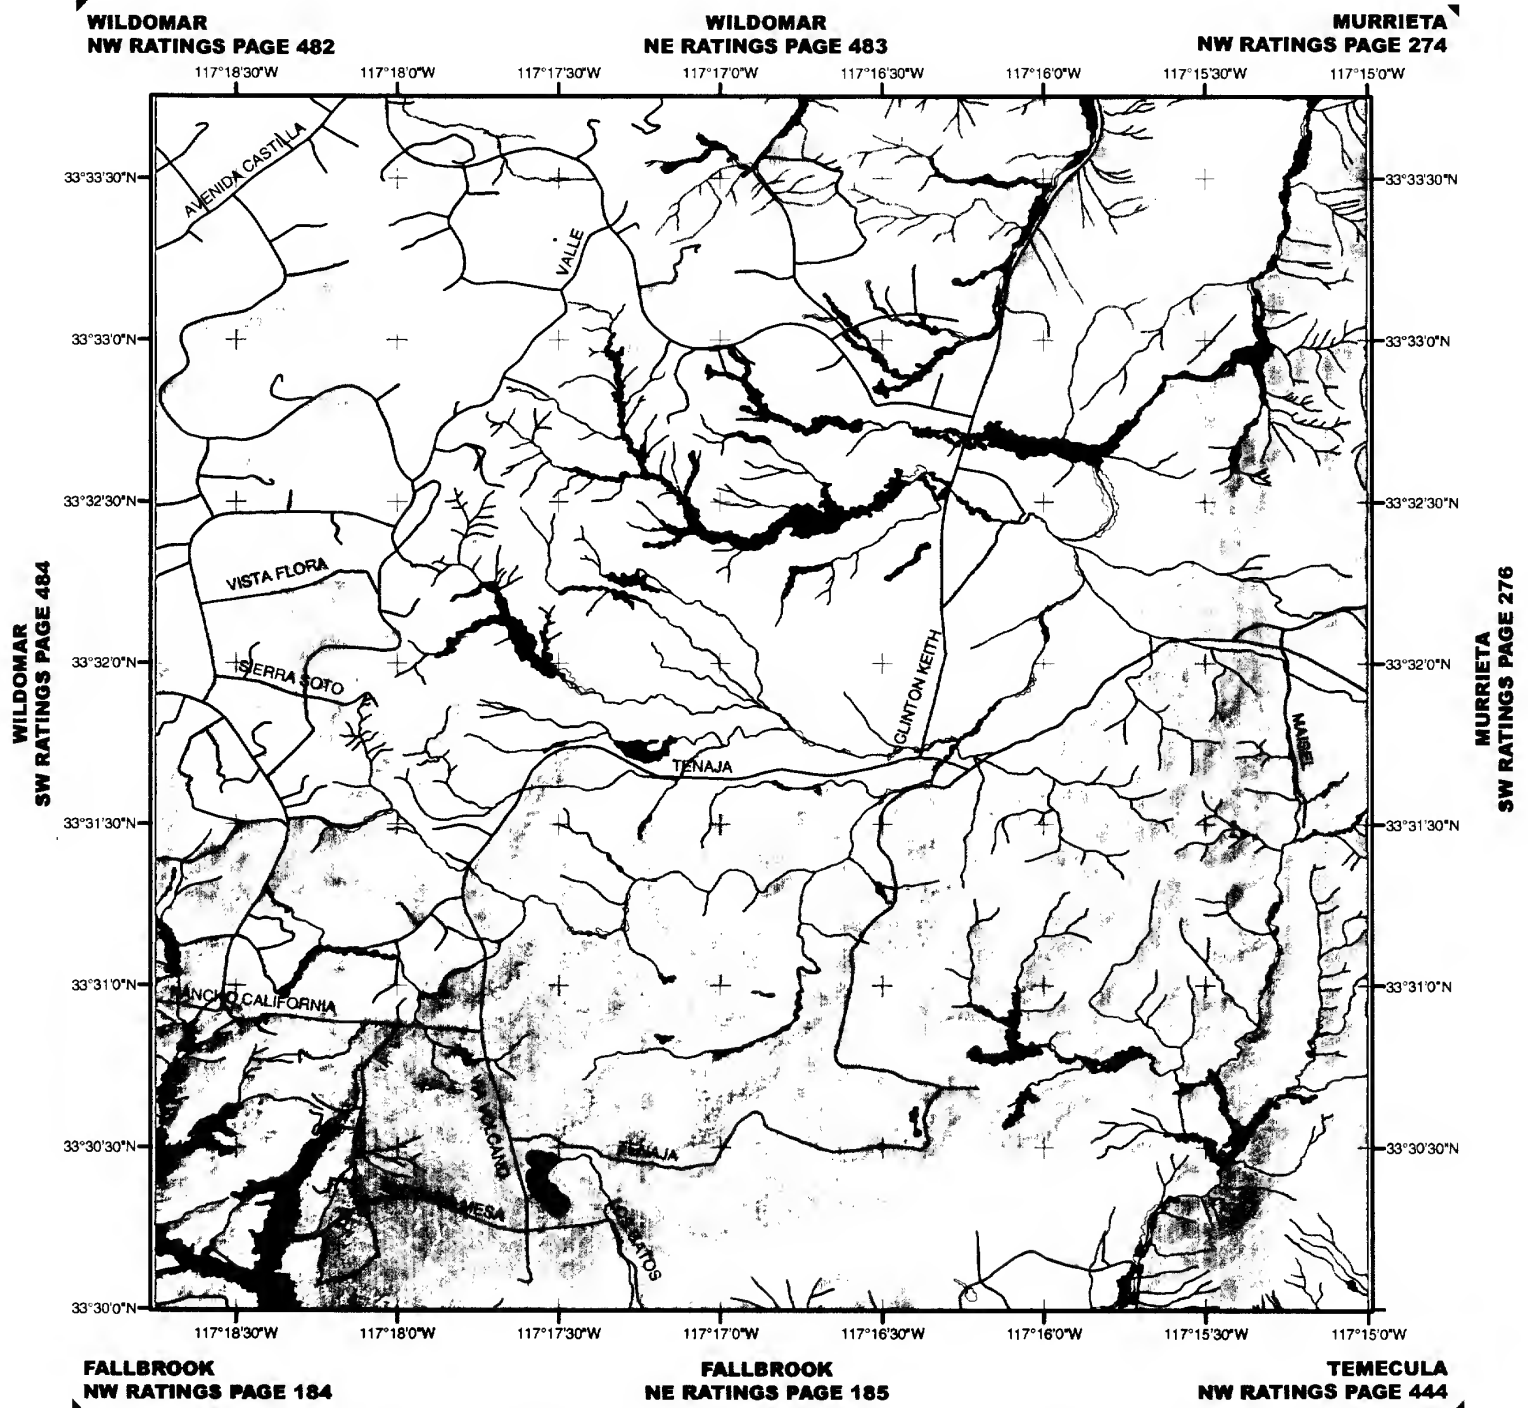 WILDOMAR
NW RATINGS PAGE 482
WILDOMAR
NE RATINGS PAGE 483
MURRIETA
NW RATINGS PAGE 274
117°18'30"W 117°18'0"W 117°17'30"W 117°17'0"W 117°16'30"W 117°16'0"W 117°15'30"W 117°15'0"W
AVENIDA CASTILLA
33°33'30"N 33°33'30"N
VALLE
33°33'0"N 33°33'0"N
33°32'30"N 33°32'30"N
VISTA FLORA
WILDOMAR
SW RATINGS PAGE 484
MURRIETA
SW RATINGS PAGE 276
33°32'0"N 33°32'0"N
SIERRA SOTO
CLINTON KEITH
MAISEL
TENAJA
33°31'30"N 33°31'30"N
33°31'0"N 33°31'0"N
RANCHO CALIFORNIA
VIA VOLCANO
33°30'30"N 33°30'30"N
TENAJA
MESA
33°30'0"N 33°30'0"N
117°18'30"W 117°18'0"W 117°17'30"W 117°17'0"W 117°16'30"W 117°16'0"W 117°15'30"W 117°15'0"W
FALLBROOK
NW RATINGS PAGE 184
FALLBROOK
NE RATINGS PAGE 185
TEMECULA
NW RATINGS PAGE 444